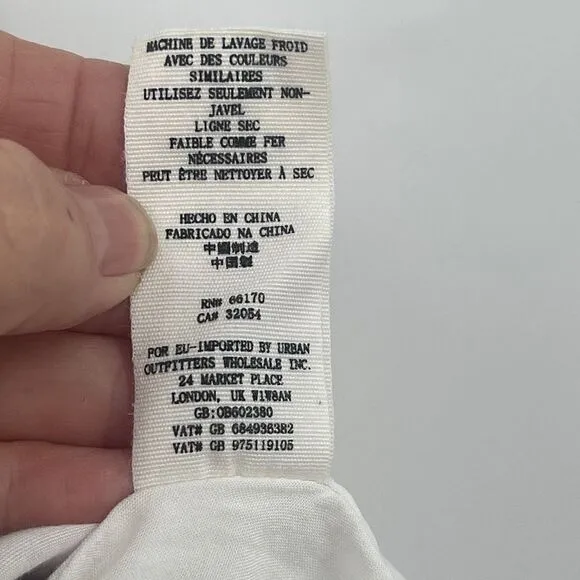 MACHINE DE LAVAGE FROID
AVEC DES COULEURS
SIMILAIRES
UTILISEZ SEULEMENT NON-
JAVEL
LIGNE SEC
FAIBLE COMME FER
NÉCESSAIRES
PEUT ÊTRE NETTOYER À SEC
HECHO EN CHINA
FABRICADO NA CHINA
中國制造
中国製
RN# 66170
CA# 32054
FOR EU-IMPORTED BY URBAN
OUTFITTERS WHOLESALE INC.
24 MARKET PLACE
LONDON, UK W1W8AN
GB:0B602380
VAT# GB 684936382
VAT# GB 975119105